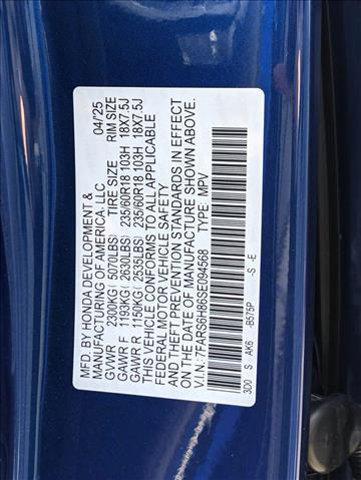 MFD. BY HONDA DEVELOPMENT &
MANUFACTURING OF AMERICA, LLC 04/25
GVWR 2300KG ( 5070LBS) TIRE SIZE RIM SIZE
GAWR F 1193KG ( 2630LBS) 235/60R18 103H 18X7.5J
GAWR R 1150KG ( 2535LBS) 235/60R18 103H 18X7.5J
THIS VEHICLE CONFORMS TO ALL APPLICABLE
FEDERAL MOTOR VEHICLE SAFETY
AND THEFT PREVENTION STANDARDS IN EFFECT
ON THE DATE OF MANUFACTURE SHOWN ABOVE.
V.I.N.: 7FARS6H86SE094568 TYPE: MPV
3D0 S AK6 -B575P -S -E